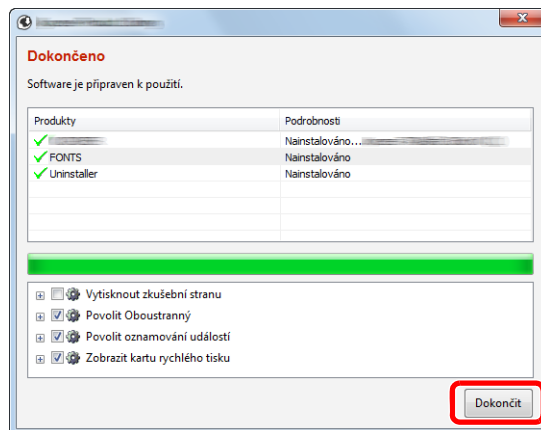 Dokončeno
Software je připraven k použití.
Produkty Podrobnosti
Nainstalováno...
FONTS Nainstalováno
Uninstaller Nainstalováno
Vytisknout zkušební stranu
Povolit Oboustranný
Povolit oznamování událostí
Zobrazit kartu rychlého tisku
Dokončit